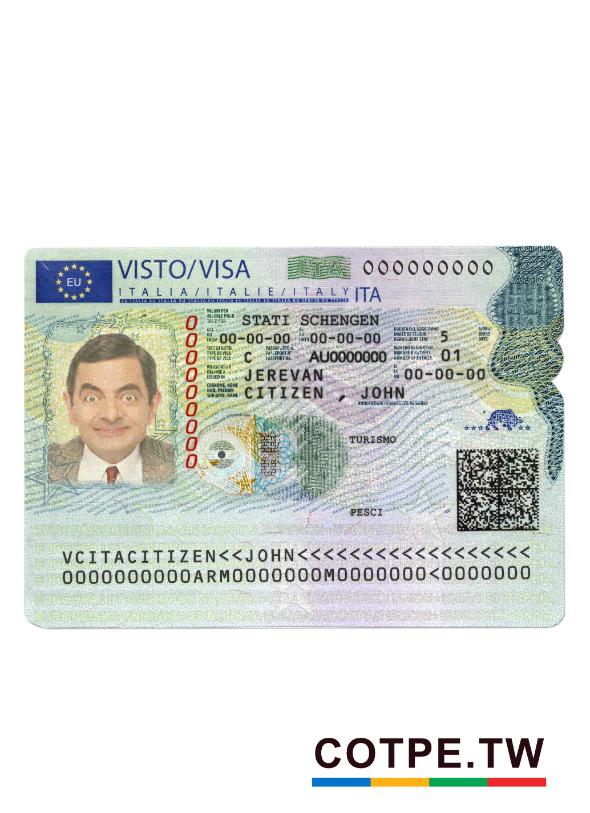 EU
VISTO/VISA
ITA
000000000
ITALIA/ITALIE/ITALY ITA
000000000
STATI SCHENGEN
00-00-00 00-00-00 5
C AU0000000 01
JEREVAN 00-00-00
CITIZEN , JOHN
TURISMO
PESCI
VCITACITIZEN<<JOHN<<<<<<<<<<<<<<<<<<
0000000000ARM0000000M0000000<0000000
COTPE.TW